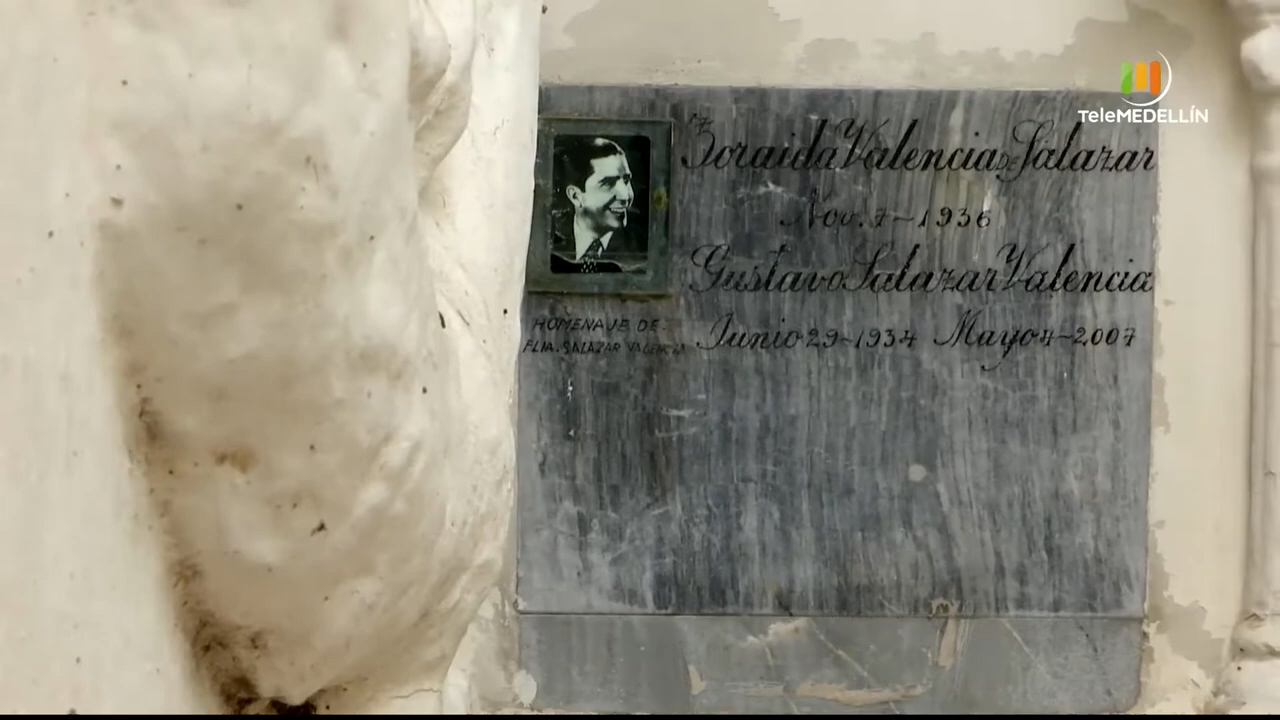 TeleMEDELLÍN
Zoraida Valencia DE Salazar
Nov. 7-1936
Gustavo Salazar Valencia
Junio 29-1934 Mayo 4-2007
HOMENAJE DE.
FLIA. SALAZAR VALENCIA